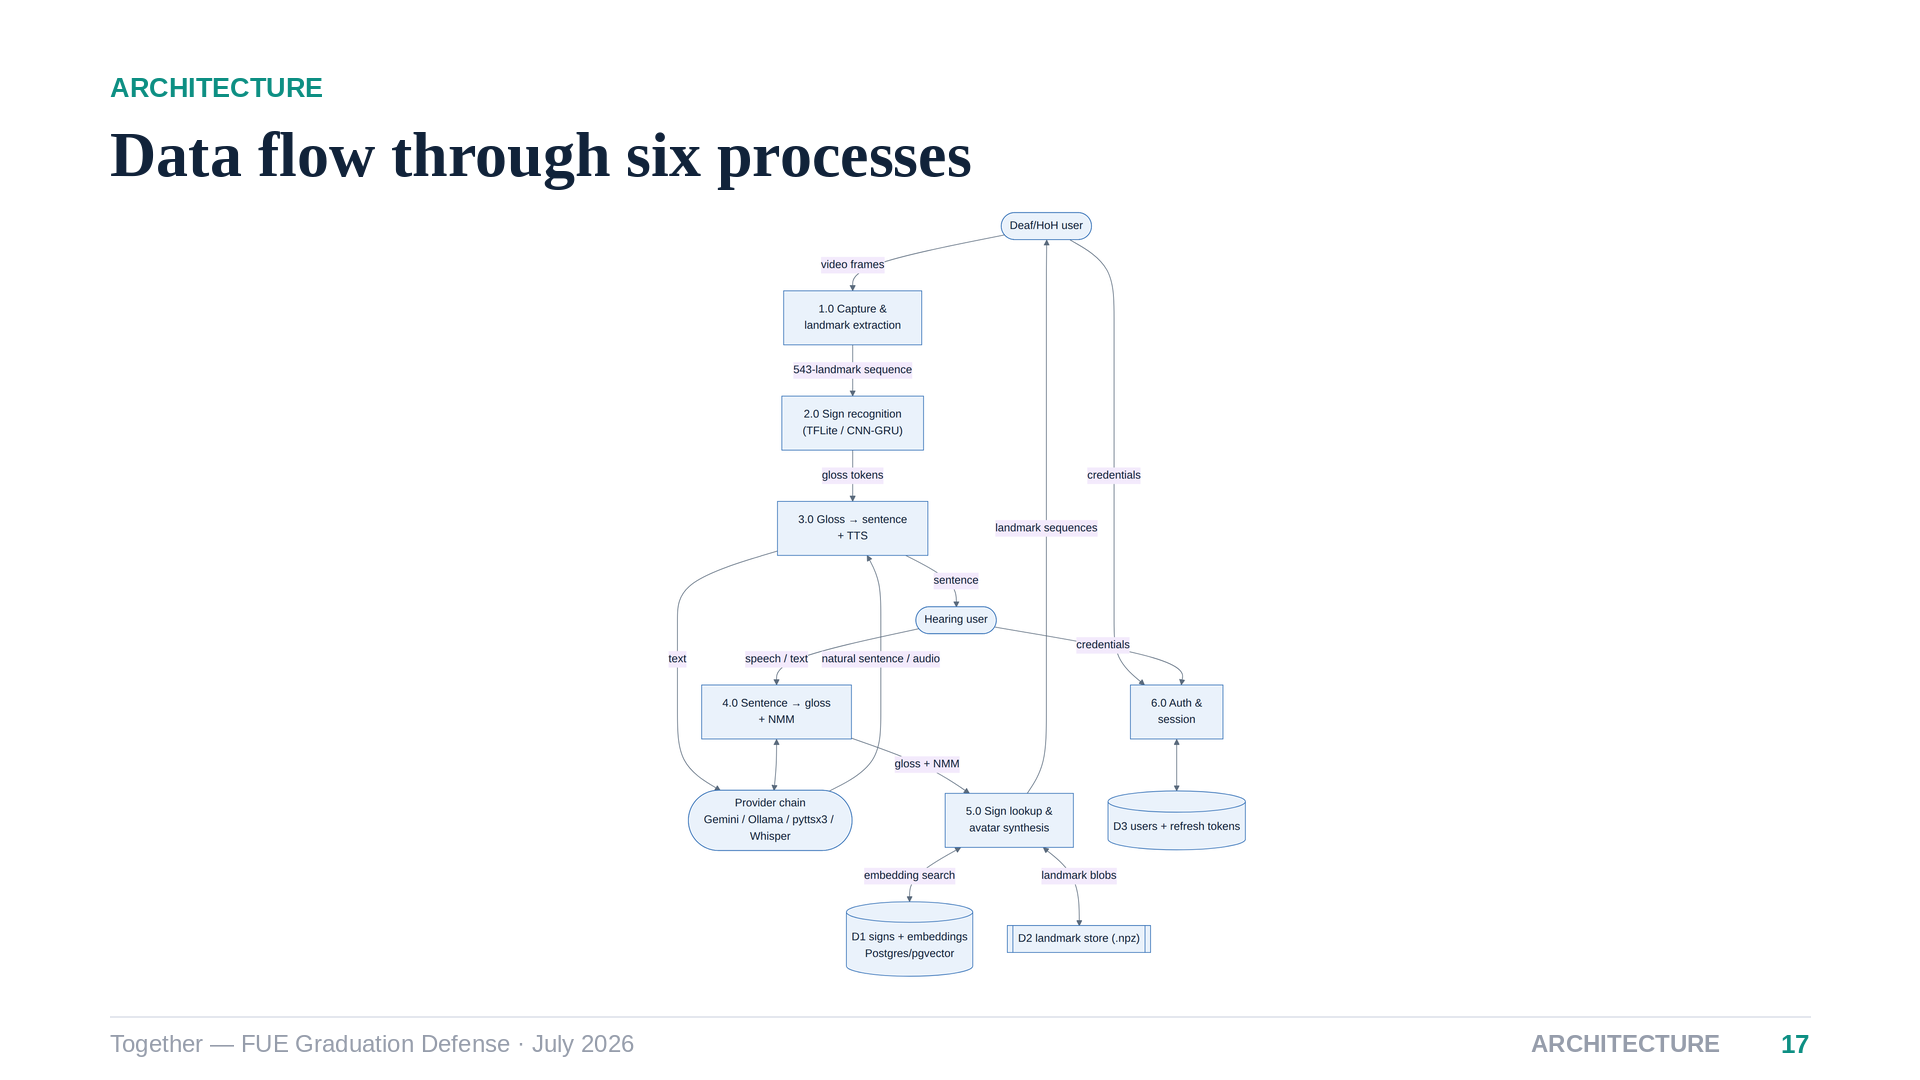 ARCHITECTURE
Data flow through six processes
Deaf/HoH user
video frames
1.0 Capture &
landmark extraction
543-landmark sequence
2.0 Sign recognition
(TFLite / CNN-GRU)
gloss tokens
credentials
3.0 Gloss → sentence
+ TTS
landmark sequences
sentence
Hearing user
credentials
text
speech / text
natural sentence / audio
4.0 Sentence → gloss
+ NMM
6.0 Auth &
session
gloss + NMM
Provider chain
Gemini / Ollama / pyttsx3 /
Whisper
5.0 Sign lookup &
avatar synthesis
D3 users + refresh tokens
embedding search
landmark blobs
D1 signs + embeddings
Postgres/pgvector
D2 landmark store (.npz)
Together — FUE Graduation Defense · July 2026
ARCHITECTURE
17